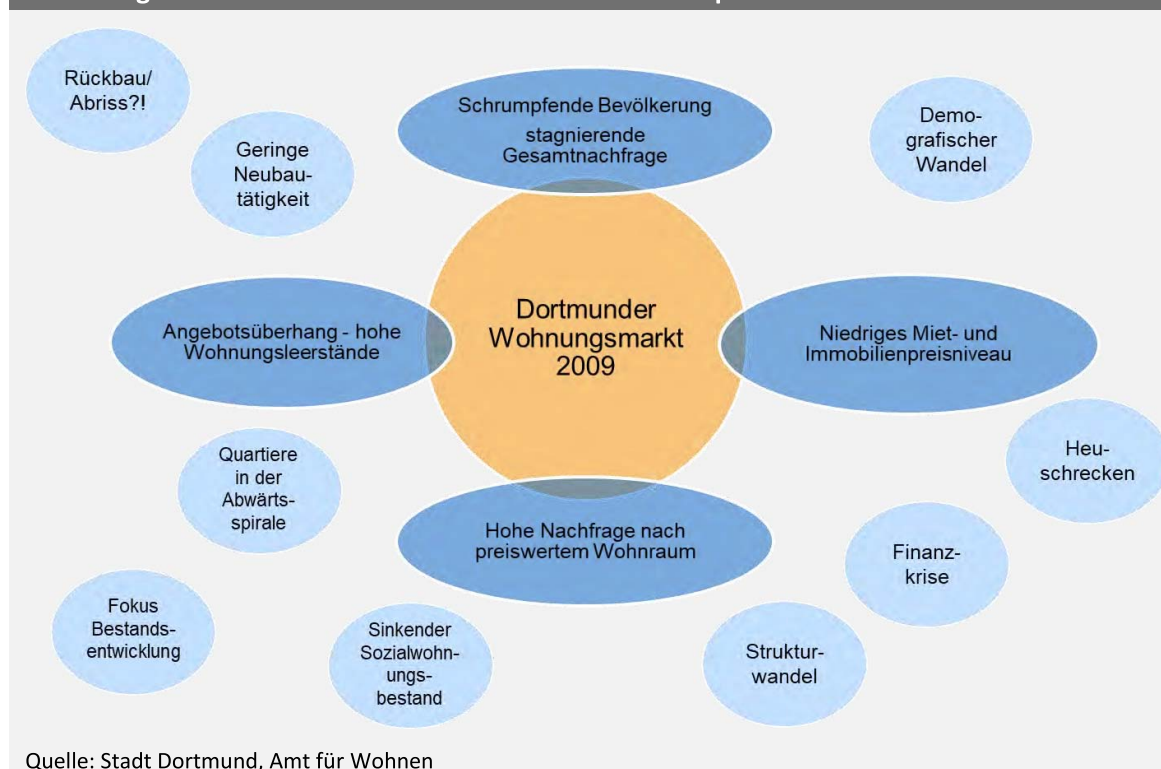 Rückbau/
Abriss?!
Geringe
Neubau-
tätigkeit
Schrumpfende Bevölkerung
stagnierende
Gesamtnachfrage
Demo-
grafischer
Wandel
Angebotsüberhang - hohe
Wohnungsleerstände
Dortmunder
Wohnungsmarkt
2009
Niedriges Miet- und
Immobilienpreisniveau
Heu-
schrecken
Quartiere
in der
Abwärts-
spirale
Hohe Nachfrage nach
preiswertem Wohnraum
Finanz-
krise
Fokus
Bestands-
entwicklung
Sinkender
Sozialwohn-
ungs-
bestand
Struktur-
wandel
Quelle: Stadt Dortmund, Amt für Wohnen